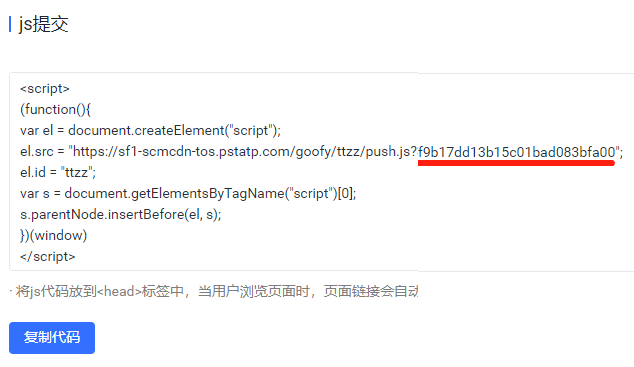 js提交
<script>
(function(){
var el = document.createElement("script");
el.src = "https://sf1-scmcdn-tos.pstatp.com/goofy/ttzz/push.js?f9b17dd13b15c01bad083bfa00";
el.id = "ttzz";
var s = document.getElementsByTagName("script")[0];
s.parentNode.insertBefore(el, s);
})(window)
</script>
· 将js代码放到<head>标签中，当用户浏览页面时，页面链接会自动
复制代码